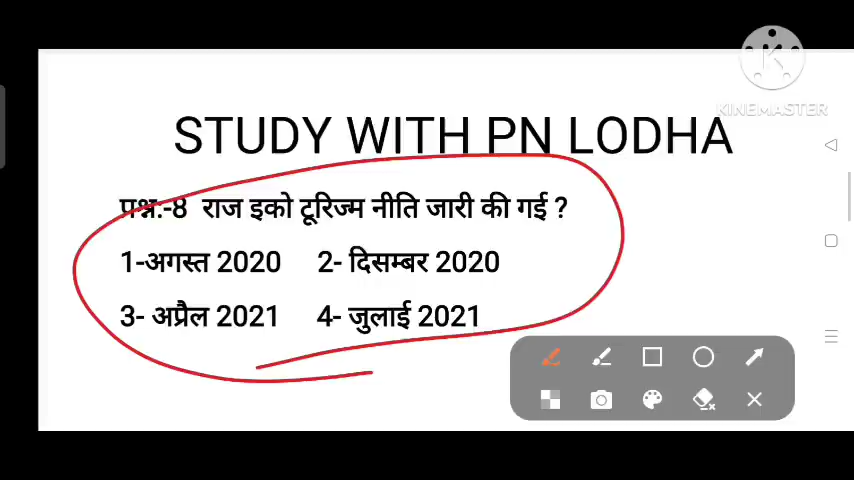 KINEMASTER
STUDY WITH PN LODHA
प्रश्न:-8 राज इको टूरिज्म नीति जारी की गई ?
1-अगस्त 2020 2- दिसम्बर 2020
3- अप्रैल 2021 4- जुलाई 2021